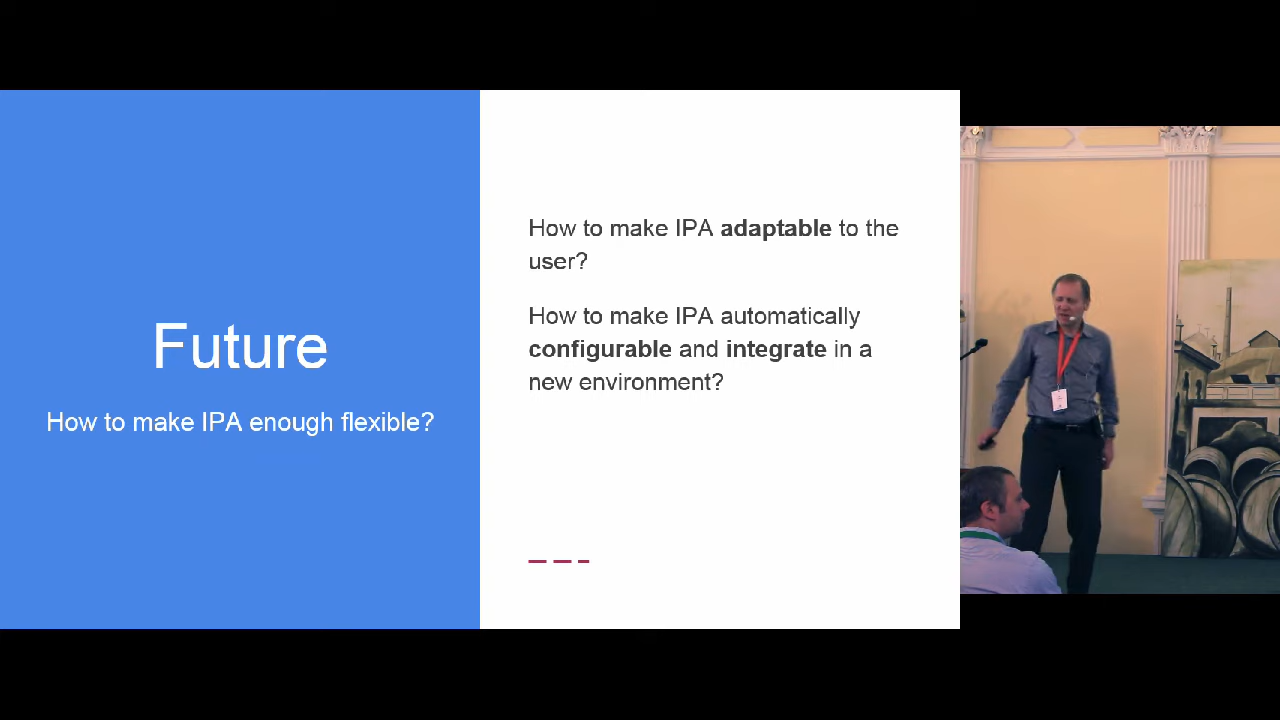 Future
How to make IPA enough flexible?
How to make IPA adaptable to the
user?
How to make IPA automatically
configurable and integrate in a
new environment?